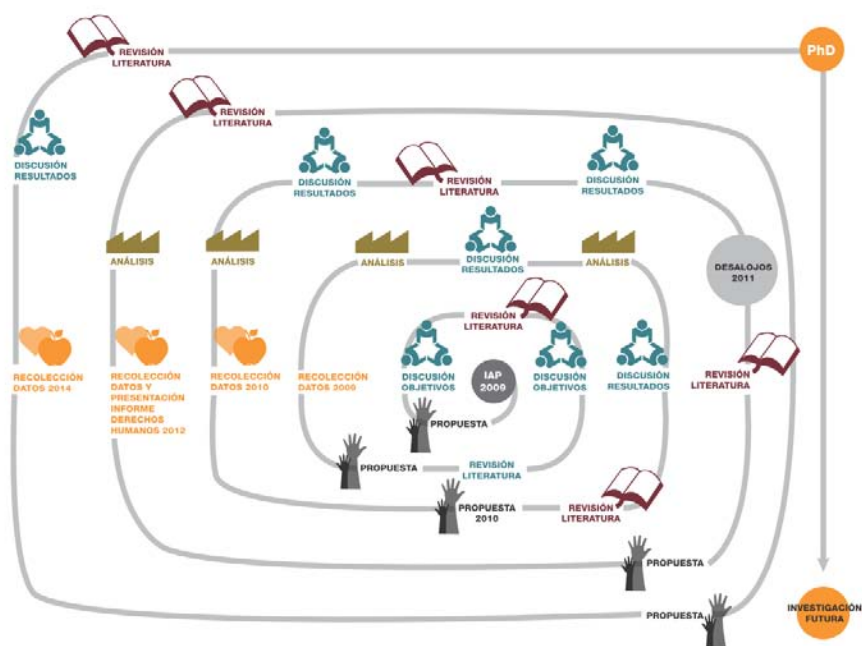 REVISIÓN
LITERATURA
PhD
REVISIÓN
LITERATURA
DISCUSIÓN
RESULTADOS
DISCUSIÓN
RESULTADOS
REVISIÓN
LITERATURA
DISCUSIÓN
RESULTADOS
ANÁLISIS
ANÁLISIS
ANÁLISIS
DISCUSIÓN
RESULTADOS
ANÁLISIS
DESALOJOS
2011
REVISIÓN
LITERATURA
RECOLECCIÓN
DATOS 2014
RECOLECCIÓN
DATOS Y
PRESENTACIÓN
INFORME
DERECHOS
HUMANOS 2012
RECOLECCIÓN
DATOS 2010
RECOLECCIÓN
DATOS 2009
DISCUSIÓN
OBJETIVOS
IAP
2009
DISCUSIÓN
OBJETIVOS
DISCUSIÓN
RESULTADOS
REVISIÓN
LITERATURA
PROPUESTA
PROPUESTA
REVISIÓN
LITERATURA
PROPUESTA
2010
REVISIÓN
LITERATURA
PROPUESTA
PROPUESTA
INVESTIGACIÓN
FUTURA